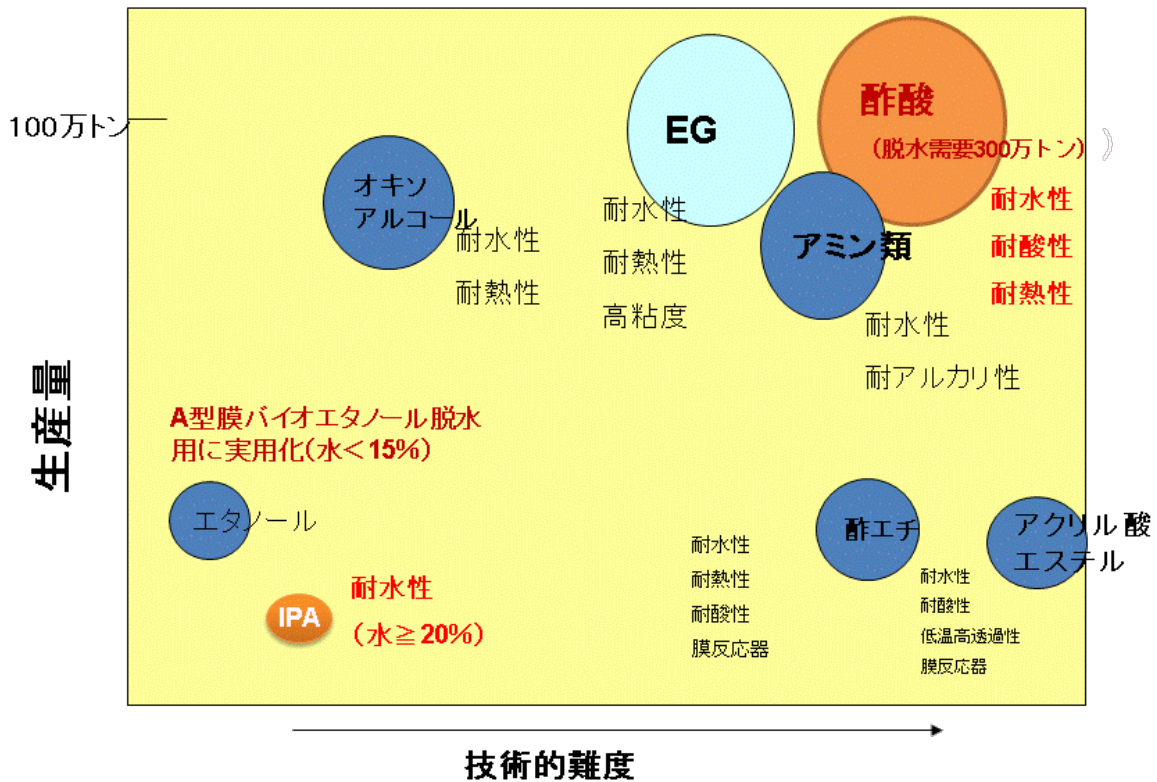 100万トン
EG
酢酸
（脱水需要300万トン）
）
オキソ
アルコール
耐水性
耐熱性
耐水性
耐熱性
高粘度
アミン類
耐水性
耐酸性
耐熱性
耐水性
耐アルカリ性
生産量
A型膜バイオエタノール脱水
用に実用化(水＜15%)
エタノール
IPA
耐水性
（水≧20%）
酢エチ
耐水性
耐熱性
耐酸性
膜反応器
アクリル酸
エステル
耐水性
耐酸性
低温高透過性
膜反応器
技術的難度